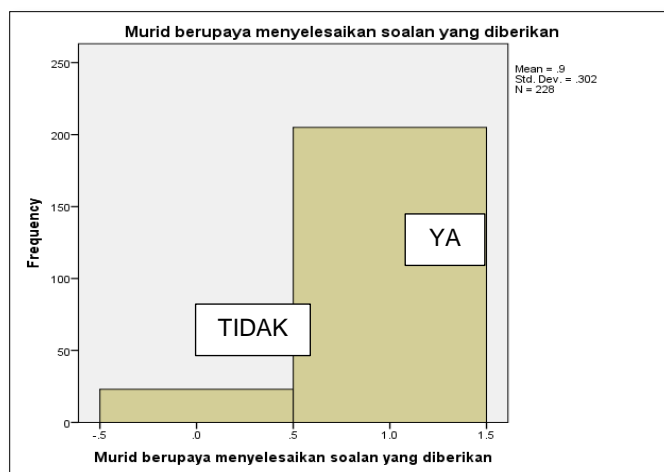 Murid berupaya menyelesaikan soalan yang diberikan
Mean = .9
Std. Dev. = .302
N = 228
250
200
150
100
50
0
Frequency
YA
TIDAK
-.5
.0
.5
1.0
1.5
Murid berupaya menyelesaikan soalan yang diberikan